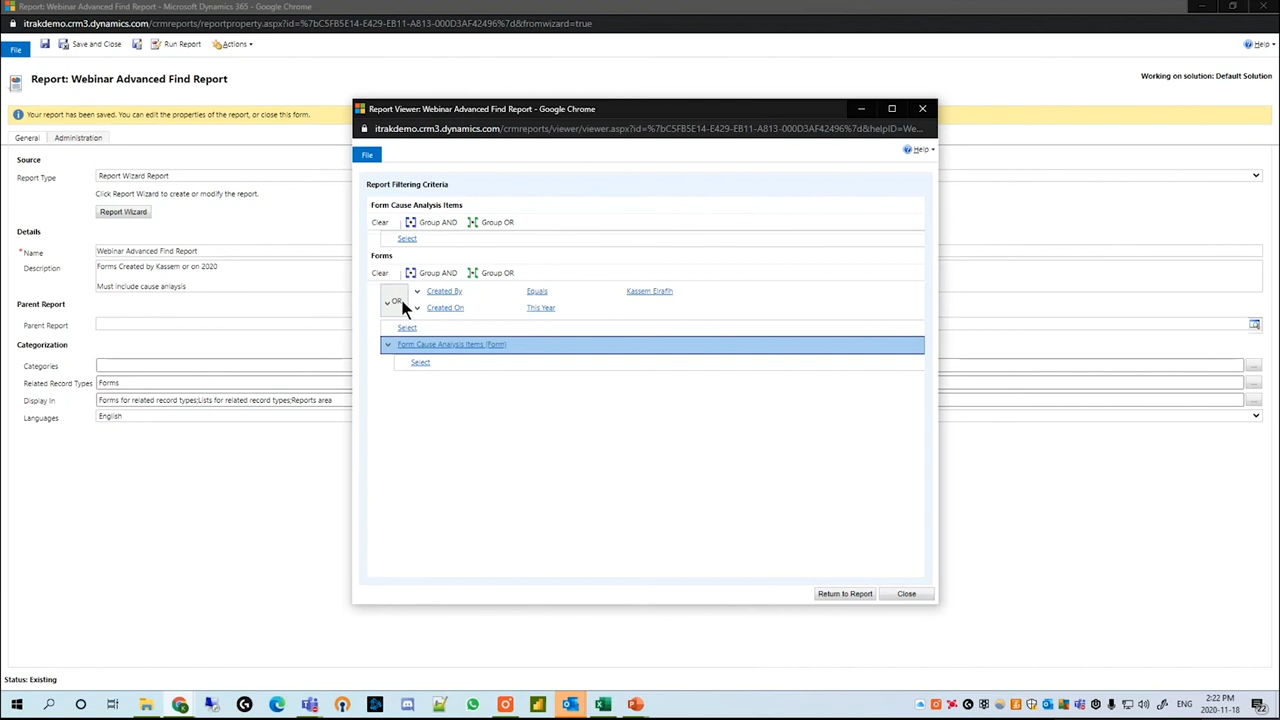 Report: Webinar Advanced Find Report - Microsoft Dynamics 365 - Google Chrome
itrakdemo.crm3.dynamics.com/crmreports/reportproperty.aspx?id=%7bC5FB5E14-E429-EB11-A813-000D3AF42496%7d&fromwizard=true
File Save and Close Run Report Actions Help
Report: Webinar Advanced Find Report
Working on solution: Default Solution
Your report has been saved. You can edit the properties of the report, or close this form.
General Administration
Source
Report Type Report Wizard Report
Click Report Wizard to create or modify the report.
Report Wizard
Details
*Name Webinar Advanced Find Report
Description Forms Created by Kassem or on 2020
Must include cause anlaysis
Parent Report
Parent Report
Categorization
Categories ...
Related Record Types Forms ...
Display In Forms for related record types;Lists for related record types;Reports area ...
Languages English
Status: Existing
Report Viewer: Webinar Advanced Find Report - Google Chrome
itrakdemo.crm3.dynamics.com/crmreports/viewer/viewer.aspx?id=%7bC5FB5E14-E429-EB11-A813-000D3AF42496%7d&helpID=We...
File Help
Report Filtering Criteria
Form Cause Analysis Items
Clear Group AND Group OR
Select
Forms
Clear Group AND Group OR
OR
Created By Equals Kassem Elrafih
Created On This Year
Select
Form Cause Analysis Items (Form)
Select
Return to Report Close
ENG 2:22 PM
2020-11-18
22